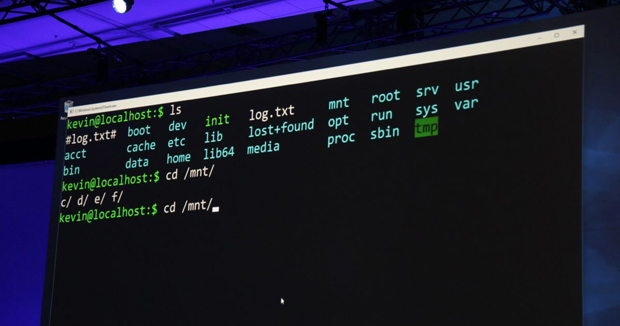 kevin@localhost:$ ls
#log.txt# boot dev init log.txt mnt root srv usr
acct cache etc lib lost+found opt run sys var
bin data home lib64 media proc sbin tmp
kevin@localhost:$ cd /mnt/
c/ d/ e/ f/
kevin@localhost:$ cd /mnt/